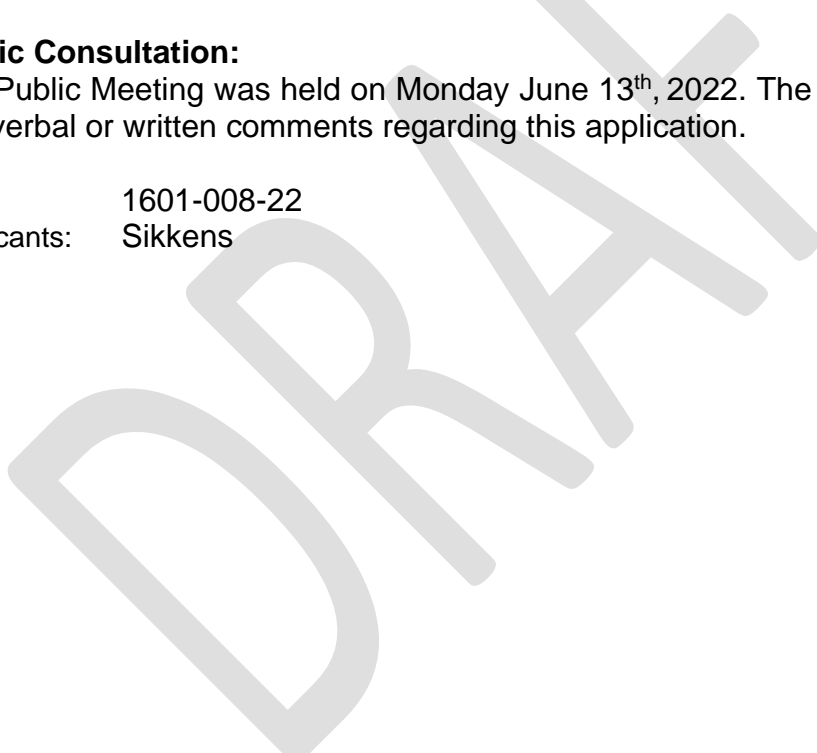 ic Consultation:
Public Meeting was held on Monday June 13th, 2022. The
verbal or written comments regarding this application.
1601-008-22
cants: Sikkens
DRAF